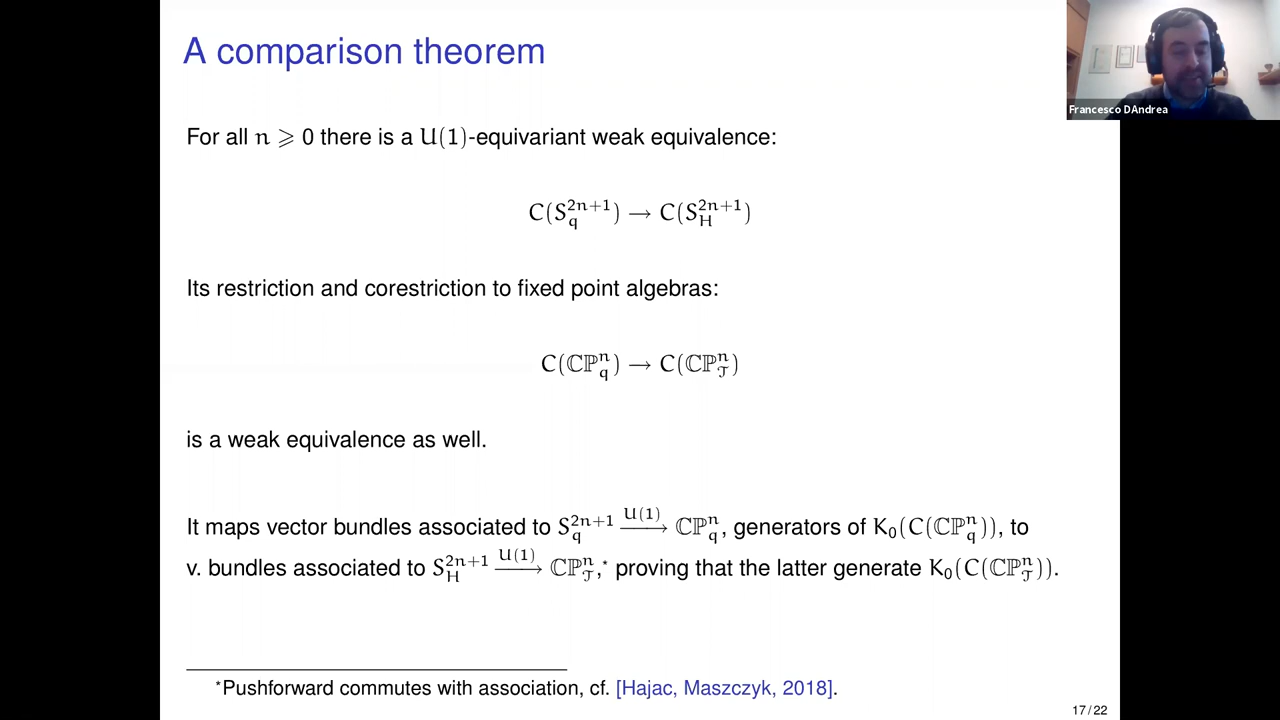 A comparison theorem
Francesco DAndrea
For all n ⩾ 0 there is a U(1)-equivariant weak equivalence:
C(S_q^{2n+1}) → C(S_H^{2n+1})
Its restriction and corestriction to fixed point algebras:
C(ℂℙ_q^n) → C(ℂℙ_𝒯^n)
is a weak equivalence as well.
It maps vector bundles associated to S_q^{2n+1} \xrightarrow{U(1)} ℂℙ_q^n, generators of K_0(C(ℂℙ_q^n)), to
v. bundles associated to S_H^{2n+1} \xrightarrow{U(1)} ℂℙ_𝒯^n,* proving that the latter generate K_0(C(ℂℙ_𝒯^n)).
*Pushforward commutes with association, cf. [Hajac, Maszczyk, 2018].
17 / 22